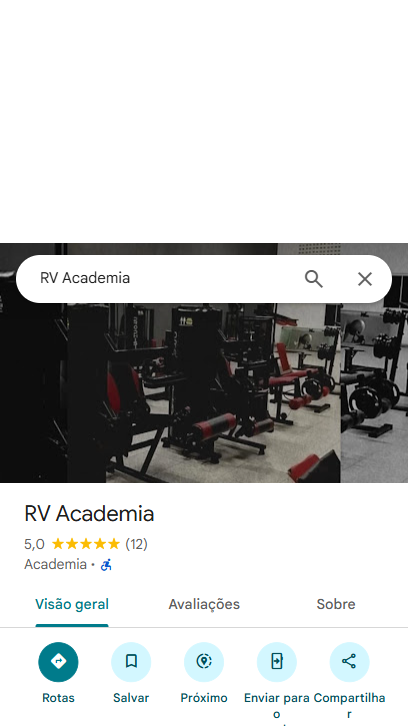 RV Academia
RV Academia
5,0 (12)
Academia ·
Visão geral Avaliações Sobre
Rotas Salvar Próximo Enviar para o Compartilhar